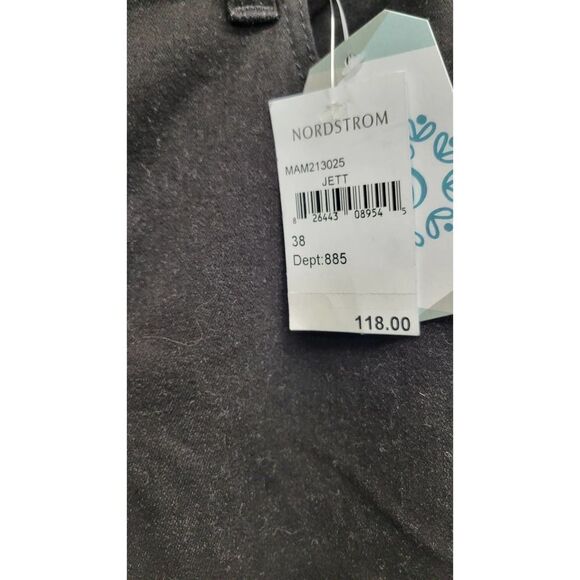 NORDSTROM
MAM213025
JETT
8 26443 08954 5
38
Dept:885
118.00